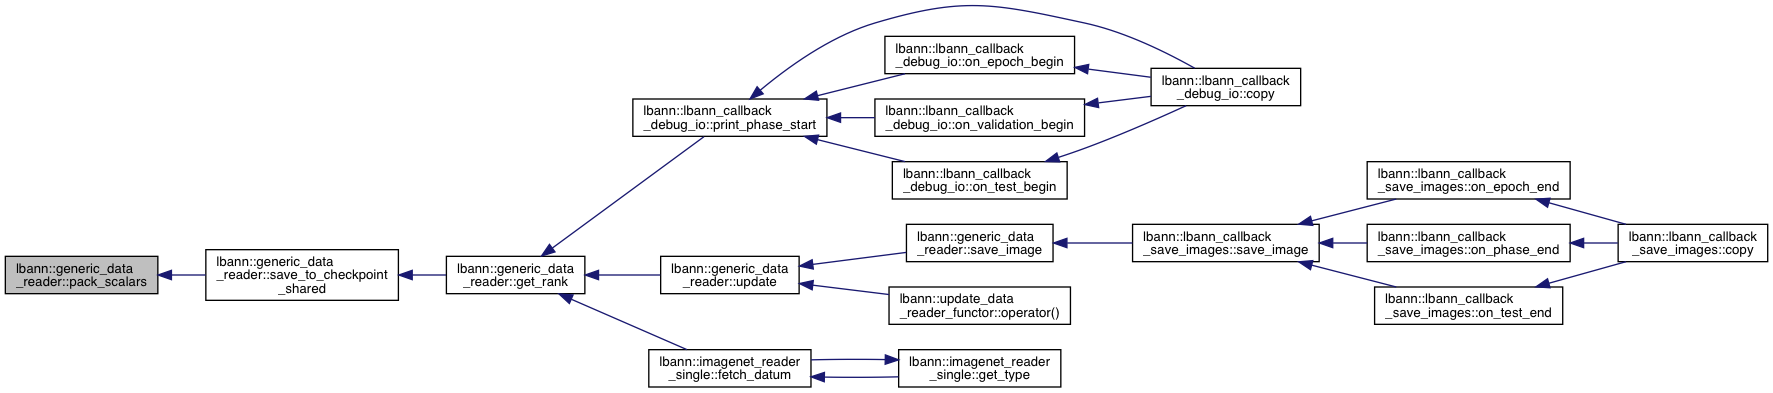 lbann::generic_data
_reader::pack_scalars
lbann::generic_data
_reader::save_to_checkpoint
_shared
lbann::generic_data
_reader::get_rank
lbann::lbann_callback
_debug_io::print_phase_start
lbann::lbann_callback
_debug_io::on_epoch_begin
lbann::lbann_callback
_debug_io::on_validation_begin
lbann::lbann_callback
_debug_io::on_test_begin
lbann::lbann_callback
_debug_io::copy
lbann::generic_data
_reader::update
lbann::generic_data
_reader::save_image
lbann::update_data
_reader_functor::operator()
lbann::lbann_callback
_save_images::save_image
lbann::lbann_callback
_save_images::on_epoch_end
lbann::lbann_callback
_save_images::on_phase_end
lbann::lbann_callback
_save_images::on_test_end
lbann::lbann_callback
_save_images::copy
lbann::imagenet_reader
_single::fetch_datum
lbann::imagenet_reader
_single::get_type